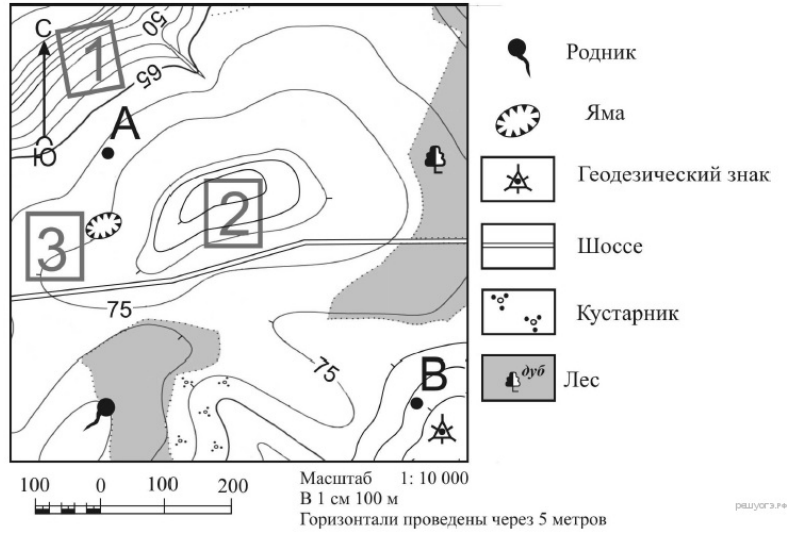 С
50
1
65
А
Ю
2
3
75
75
В
Родник
Яма
Геодезический знак
Шоссе
Кустарник
дуб
Лес
100 0 100 200
Масштаб 1: 10 000
В 1 см 100 м
Горизонтали проведены через 5 метров
решуогэ.рф